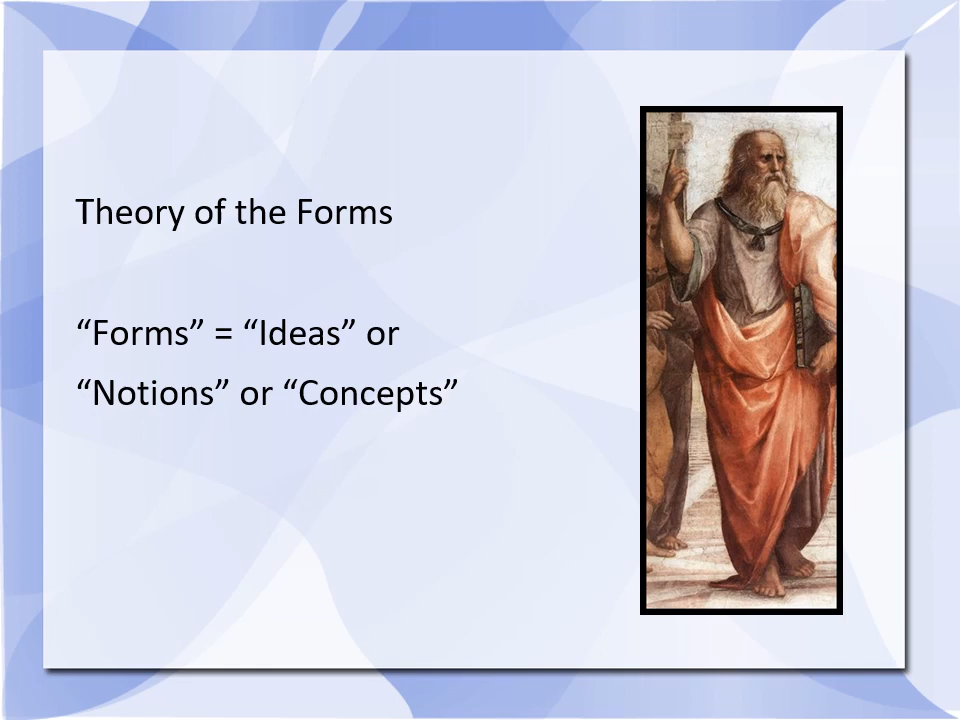 Theory of the Forms
“Forms” = “Ideas” or
“Notions” or “Concepts”